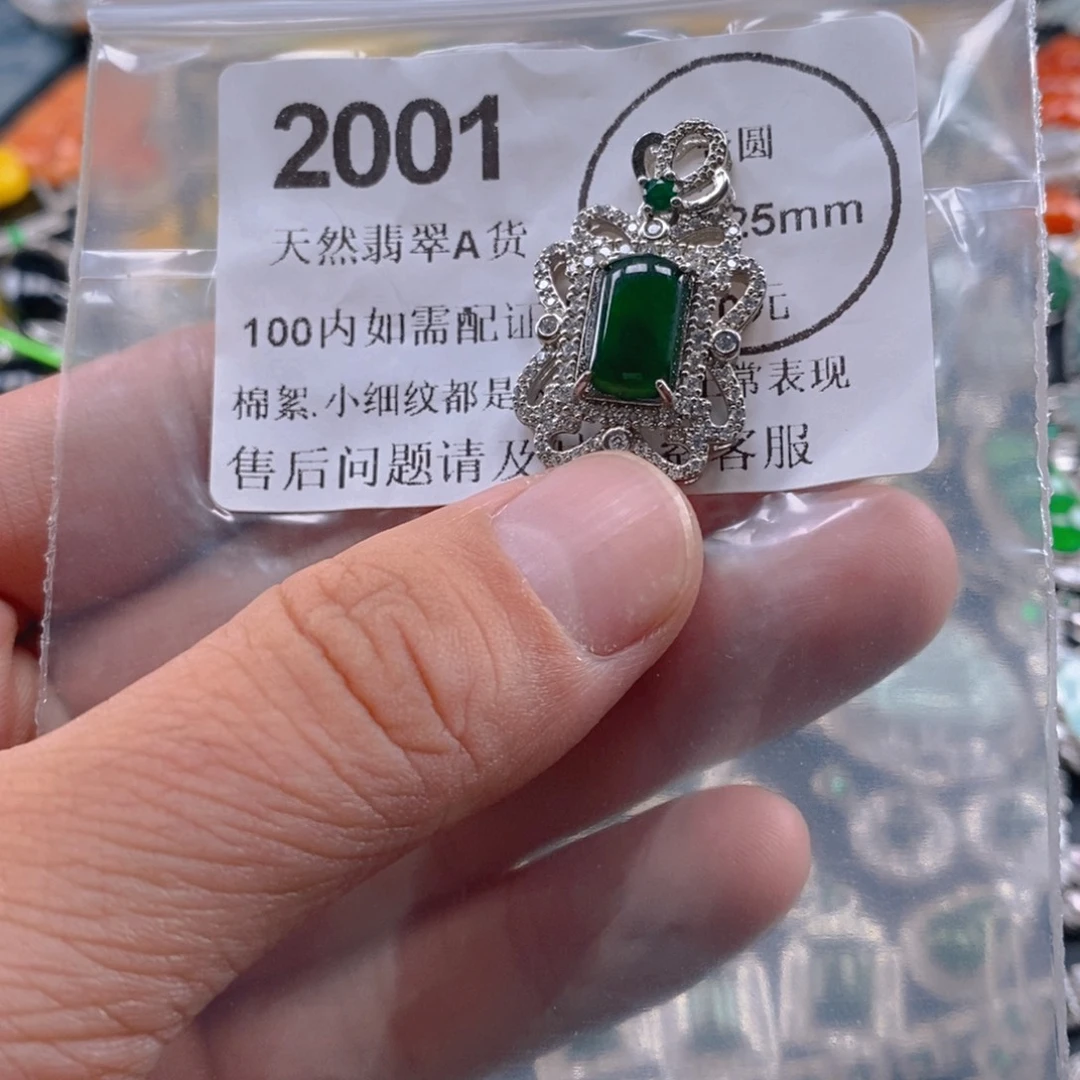 2001
天然翡翠A货
圆
25mm
100内如需配证
元
棉絮.小细纹都是
常表现
售后问题请及
客服